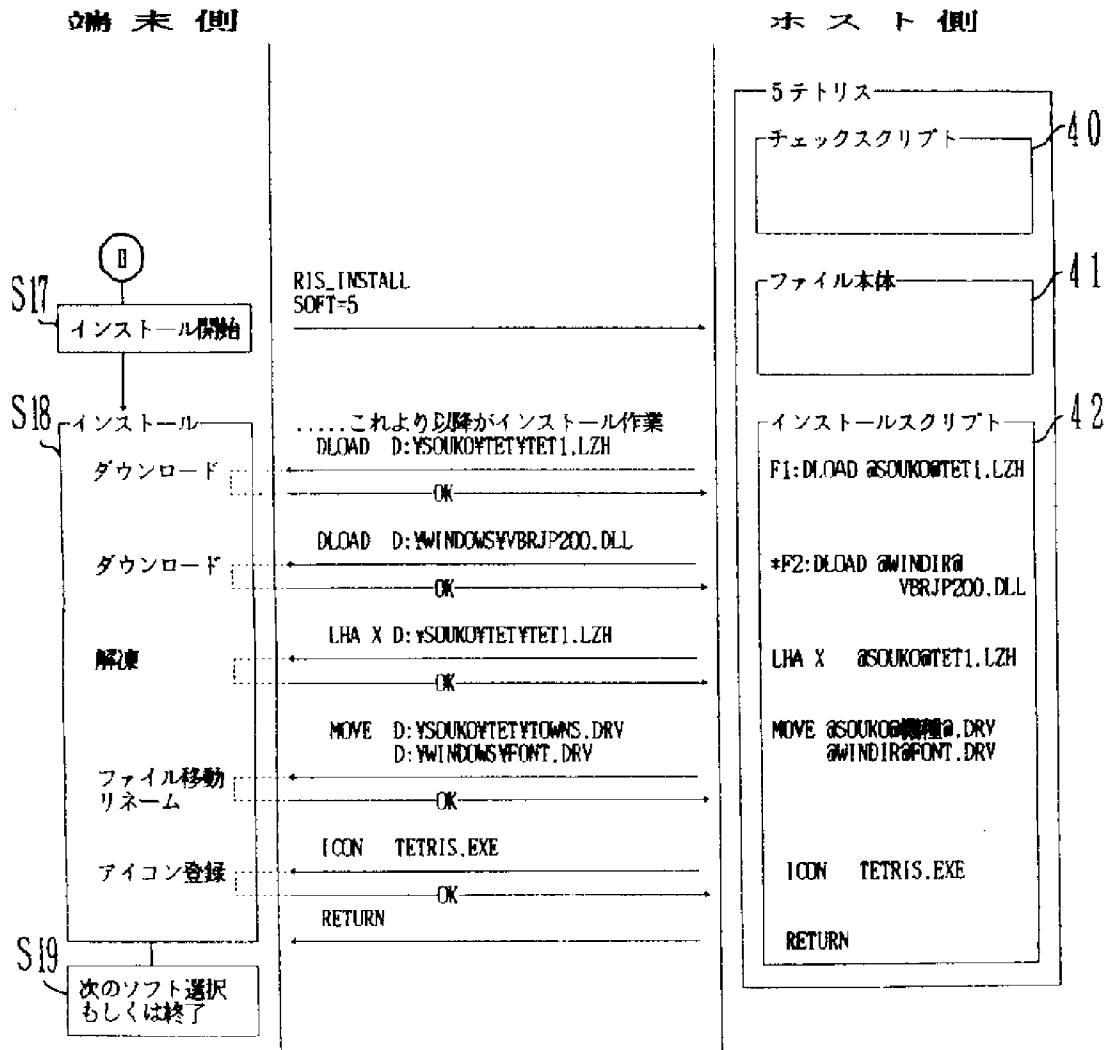 端末側
ホスト側
5テトリス
チェックスクリプト
40
ファイル本体
41
S17
インストール開始
RIS_INSTALL
SOFT=5
S18
インストール
.....これより以降がインストール作業
インストールスクリプト
42
ダウンロード
DLOAD D:¥SOUKO¥TET¥TET1.LZH
OK
F1:DLOAD @SOUKO@TET1.LZH
ダウンロード
DLOAD D:¥WINDOWS¥VBRJP200.DLL
OK
*F2:DLOAD @WINDIR@
VBRJP200.DLL
解凍
LHA X D:¥SOUKO¥TET¥TET1.LZH
OK
LHA X @SOUKO@TET1.LZH
ファイル移動
リネーム
MOVE D:¥SOUKO¥TET¥TOWNS.DRV
D:¥WINDOWS¥FONT.DRV
OK
MOVE @SOUKO@機種@.DRV
@WINDIR@FONT.DRV
アイコン登録
ICON TETRIS.EXE
OK
ICON TETRIS.EXE
RETURN
RETURN
S19
次のソフト選択
もしくは終了